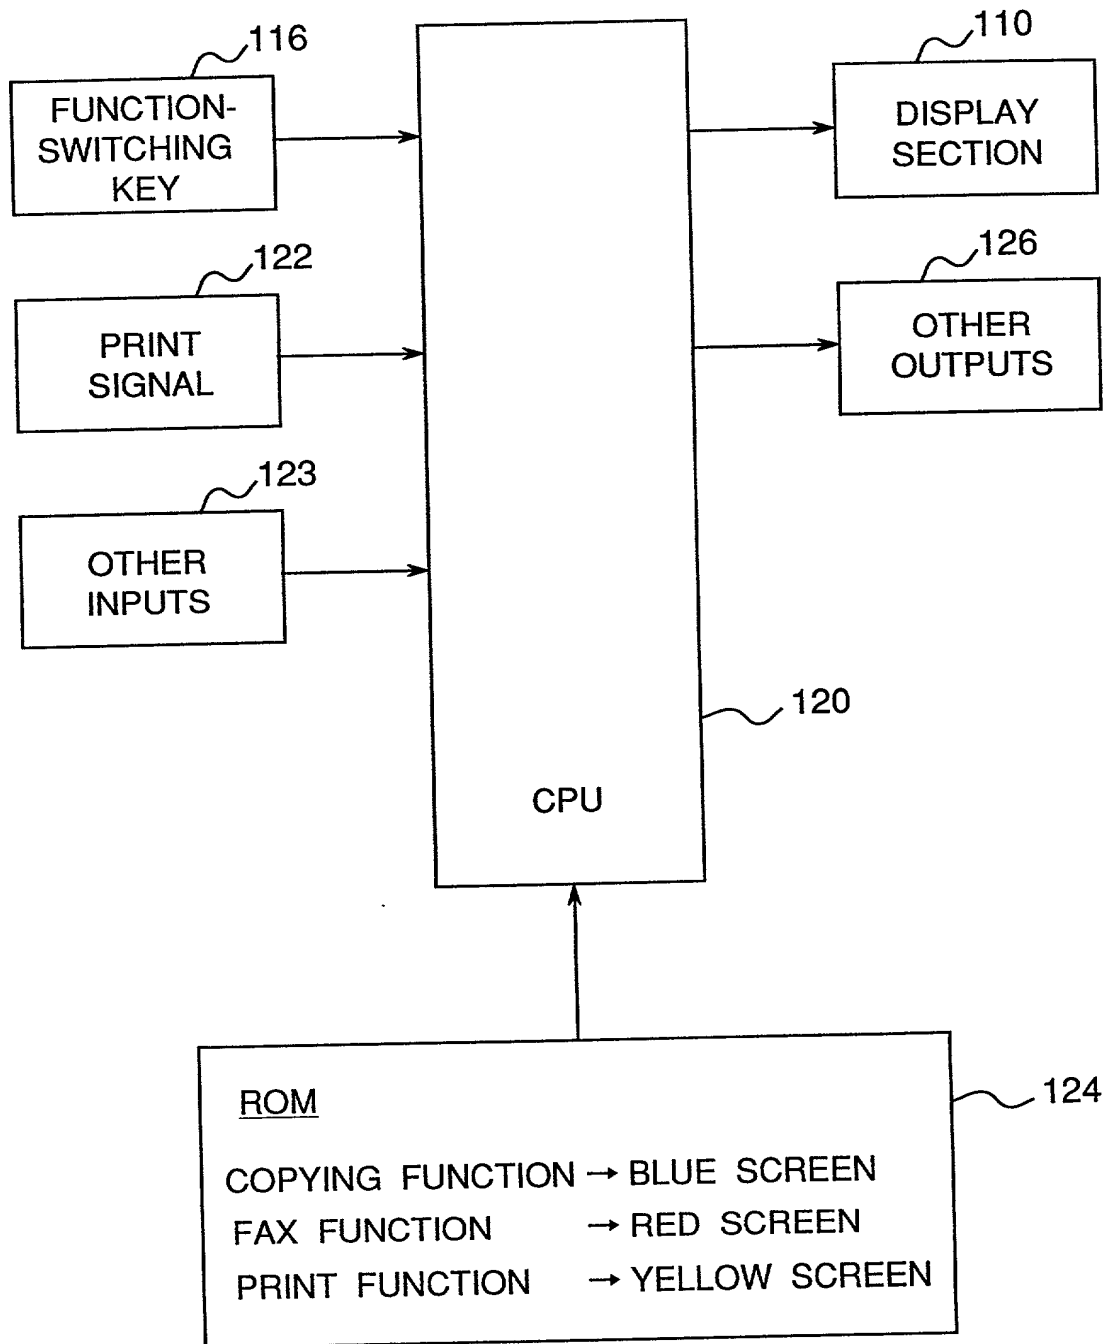 116
FUNCTION-
SWITCHING
KEY
110
DISPLAY
SECTION
122
PRINT
SIGNAL
126
OTHER
OUTPUTS
123
OTHER
INPUTS
120
CPU
124
ROM
COPYING FUNCTION → BLUE SCREEN
FAX FUNCTION → RED SCREEN
PRINT FUNCTION → YELLOW SCREEN